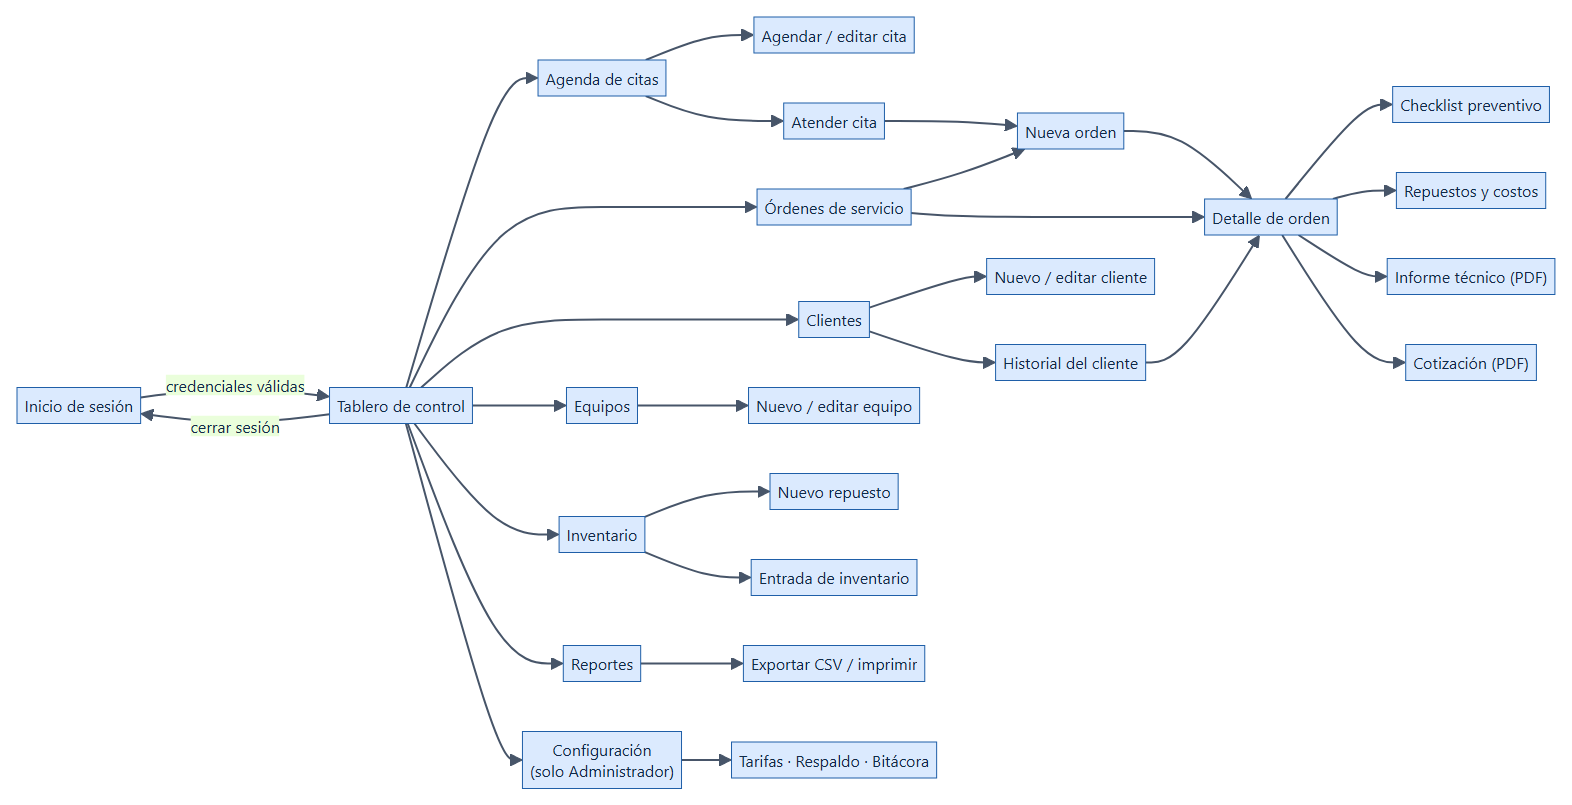 Agendar / editar cita
Agenda de citas
Checklist preventivo
Atender cita
Nueva orden
Repuestos y costos
Órdenes de servicio
Detalle de orden
Nuevo / editar cliente
Informe técnico (PDF)
Clientes
Historial del cliente
Cotización (PDF)
credenciales válidas
Inicio de sesión
Tablero de control
Equipos
Nuevo / editar equipo
cerrar sesión
Nuevo repuesto
Inventario
Entrada de inventario
Reportes
Exportar CSV / imprimir
Configuración
(solo Administrador)
Tarifas · Respaldo · Bitácora